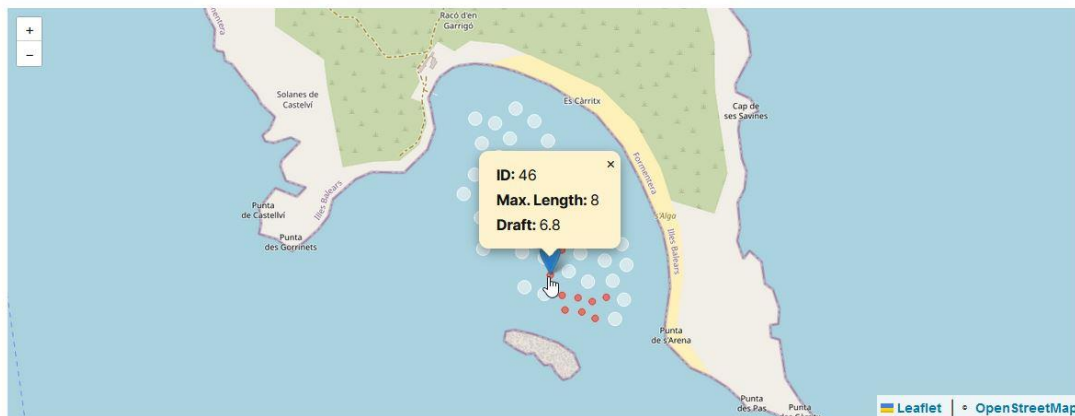 +
−
Racó d'en
Garrigó
Solanes de
Castelví
Es Càrritx
Cap de
ses Savines
×
ID: 46
Max. Length: 8
Draft: 6.8
Formentera
Illes Balears
Punta
de Castellví
Punta
des Gorrinets
s'Alga
Illes Balears
Punta
de s'Arena
Punta
des Pas
Punta
Leaflet | © OpenStreetMap